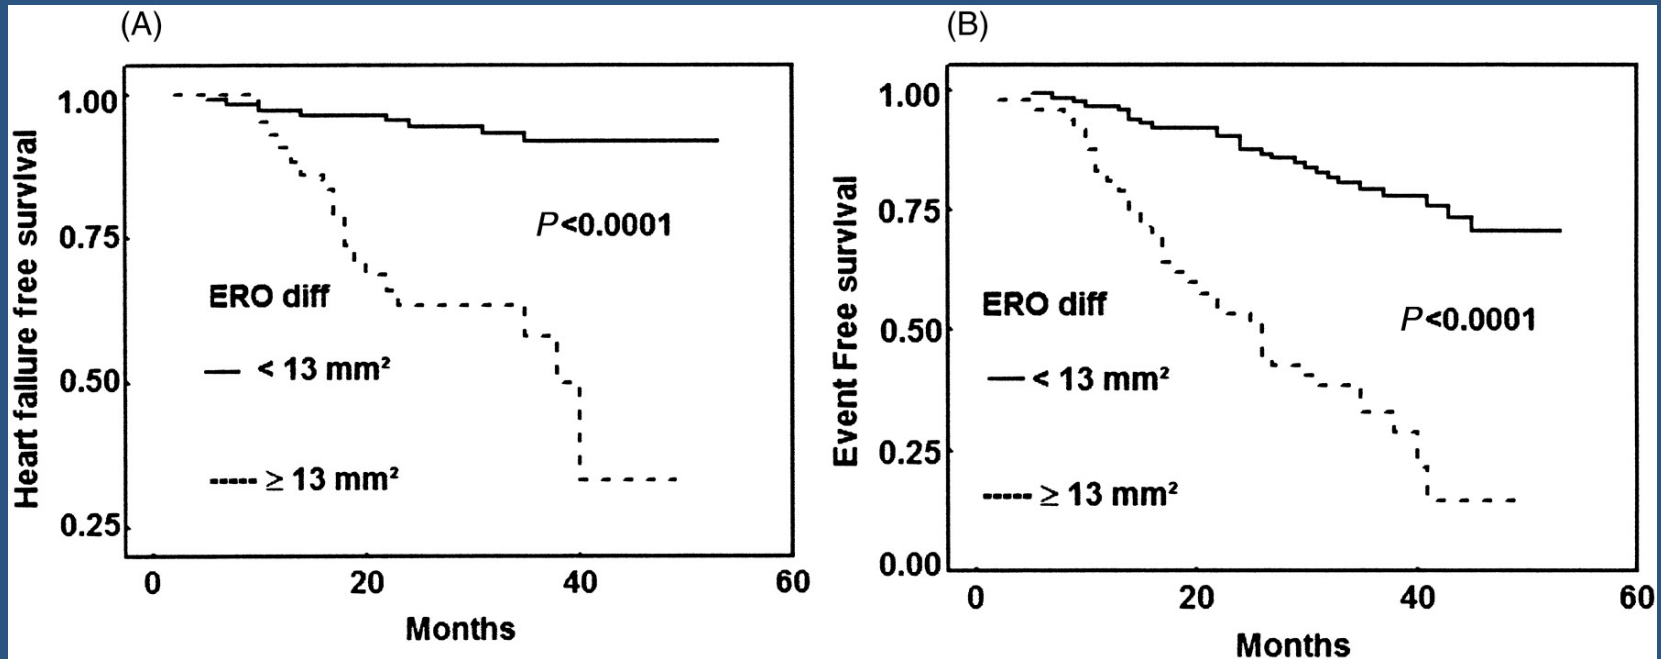 (A)
Heart faIlure free survIval
1.00
0.75
0.50
0.25
P<0.0001
ERO diff
< 13 mm²
≥ 13 mm²
0 20 40 60
Months
(B)
Event Free survIval
1.00
0.75
0.50
0.25
0.00
ERO diff
P<0.0001
< 13 mm²
≥ 13 mm²
0 20 40 60
Months